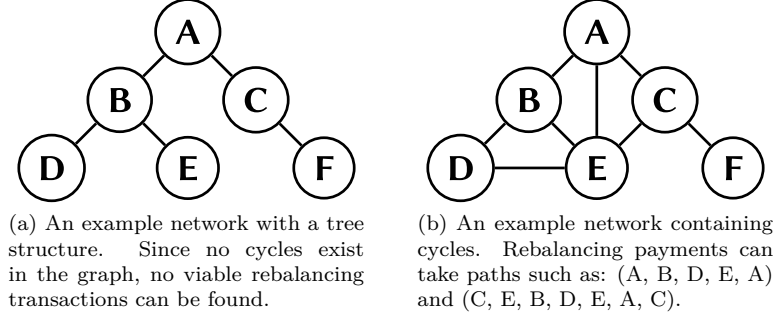 A
B
C
D
E
F
(a) An example network with a tree
structure. Since no cycles exist
in the graph, no viable rebalancing
transactions can be found.
A
B
C
D
E
F
(b) An example network containing
cycles. Rebalancing payments can
take paths such as: (A, B, D, E, A)
and (C, E, B, D, E, A, C).